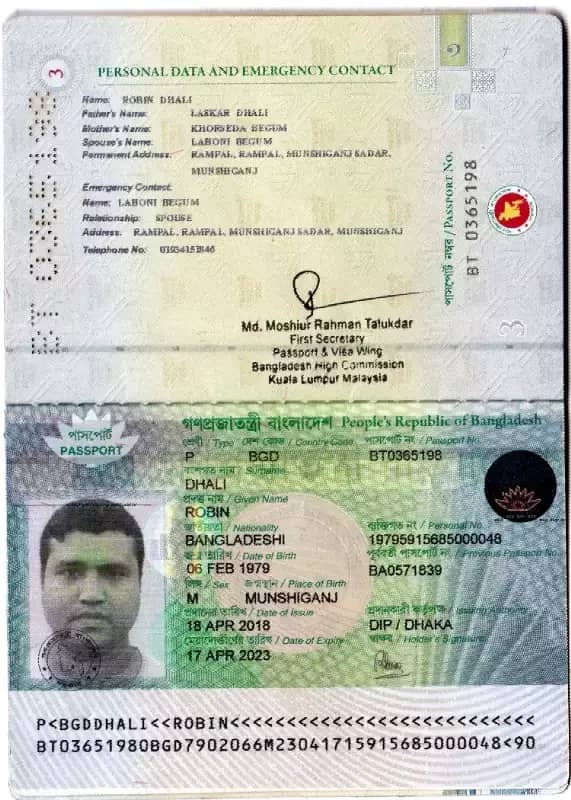 PERSONAL DATA AND EMERGENCY CONTACT
Name: ROBIN DHALI
Father's Name: LASKAR DHALI
Mother's Name: KHORSEDA BEGUM
Spouse's Name: LABONI BEGUM
Permanent Address: RAMPAL, RAMPAL, MUNSHIGANJ SADAR,
MUNSHIGANJ
Emergency Contact:
Name: LABONI BEGUM
Relationship: SPOUSE
Address: RAMPAL, RAMPAL, MUNSHIGANJ SADAR, MUNSHIGANJ
Telephone No:
পাসপোর্ট নম্বর / PASSPORT No.
BT 0365198
3
3
Md. Moshiur Rahman Talukdar
First Secretary
Passport & Visa Wing
Bangladesh High Commission
Kuala Lumpur Malaysia
গণপ্রজাতন্ত্রী বাংলাদেশ People's Republic of Bangladesh
পাসপোর্ট
PASSPORT
শ্রেণী / Type দেশ কোড / Country Code পাসপোর্ট নং / Passport No.
P BGD BT0365198
বংশগত নাম / Surname
DHALI
প্রদত্ত নাম / Given Name
ROBIN
জাতীয়তা / Nationality ব্যক্তিগত নং / Personal No.
BANGLADESHI 19795915685000048
জন্ম তারিখ / Date of Birth পূর্ববর্তী পাসপোর্ট নং / Previous Passport No.
06 FEB 1979 BA0571839
লিঙ্গ / Sex জন্মস্থান / Place of Birth
M MUNSHIGANJ
প্রদানের তারিখ / Date of Issue প্রদানকারী কর্তৃপক্ষ / Issuing Authority
18 APR 2018 DIP / DHAKA
মেয়াদোত্তীর্ণের তারিখ / Date of Expiry স্বাক্ষর / Holder's Signature
17 APR 2023
P<BGDDHALI<<ROBIN<<<<<<<<<<<<<<<<<<<<<<<<<<<
BT03651980BGD7902066M23041715915685000048<90